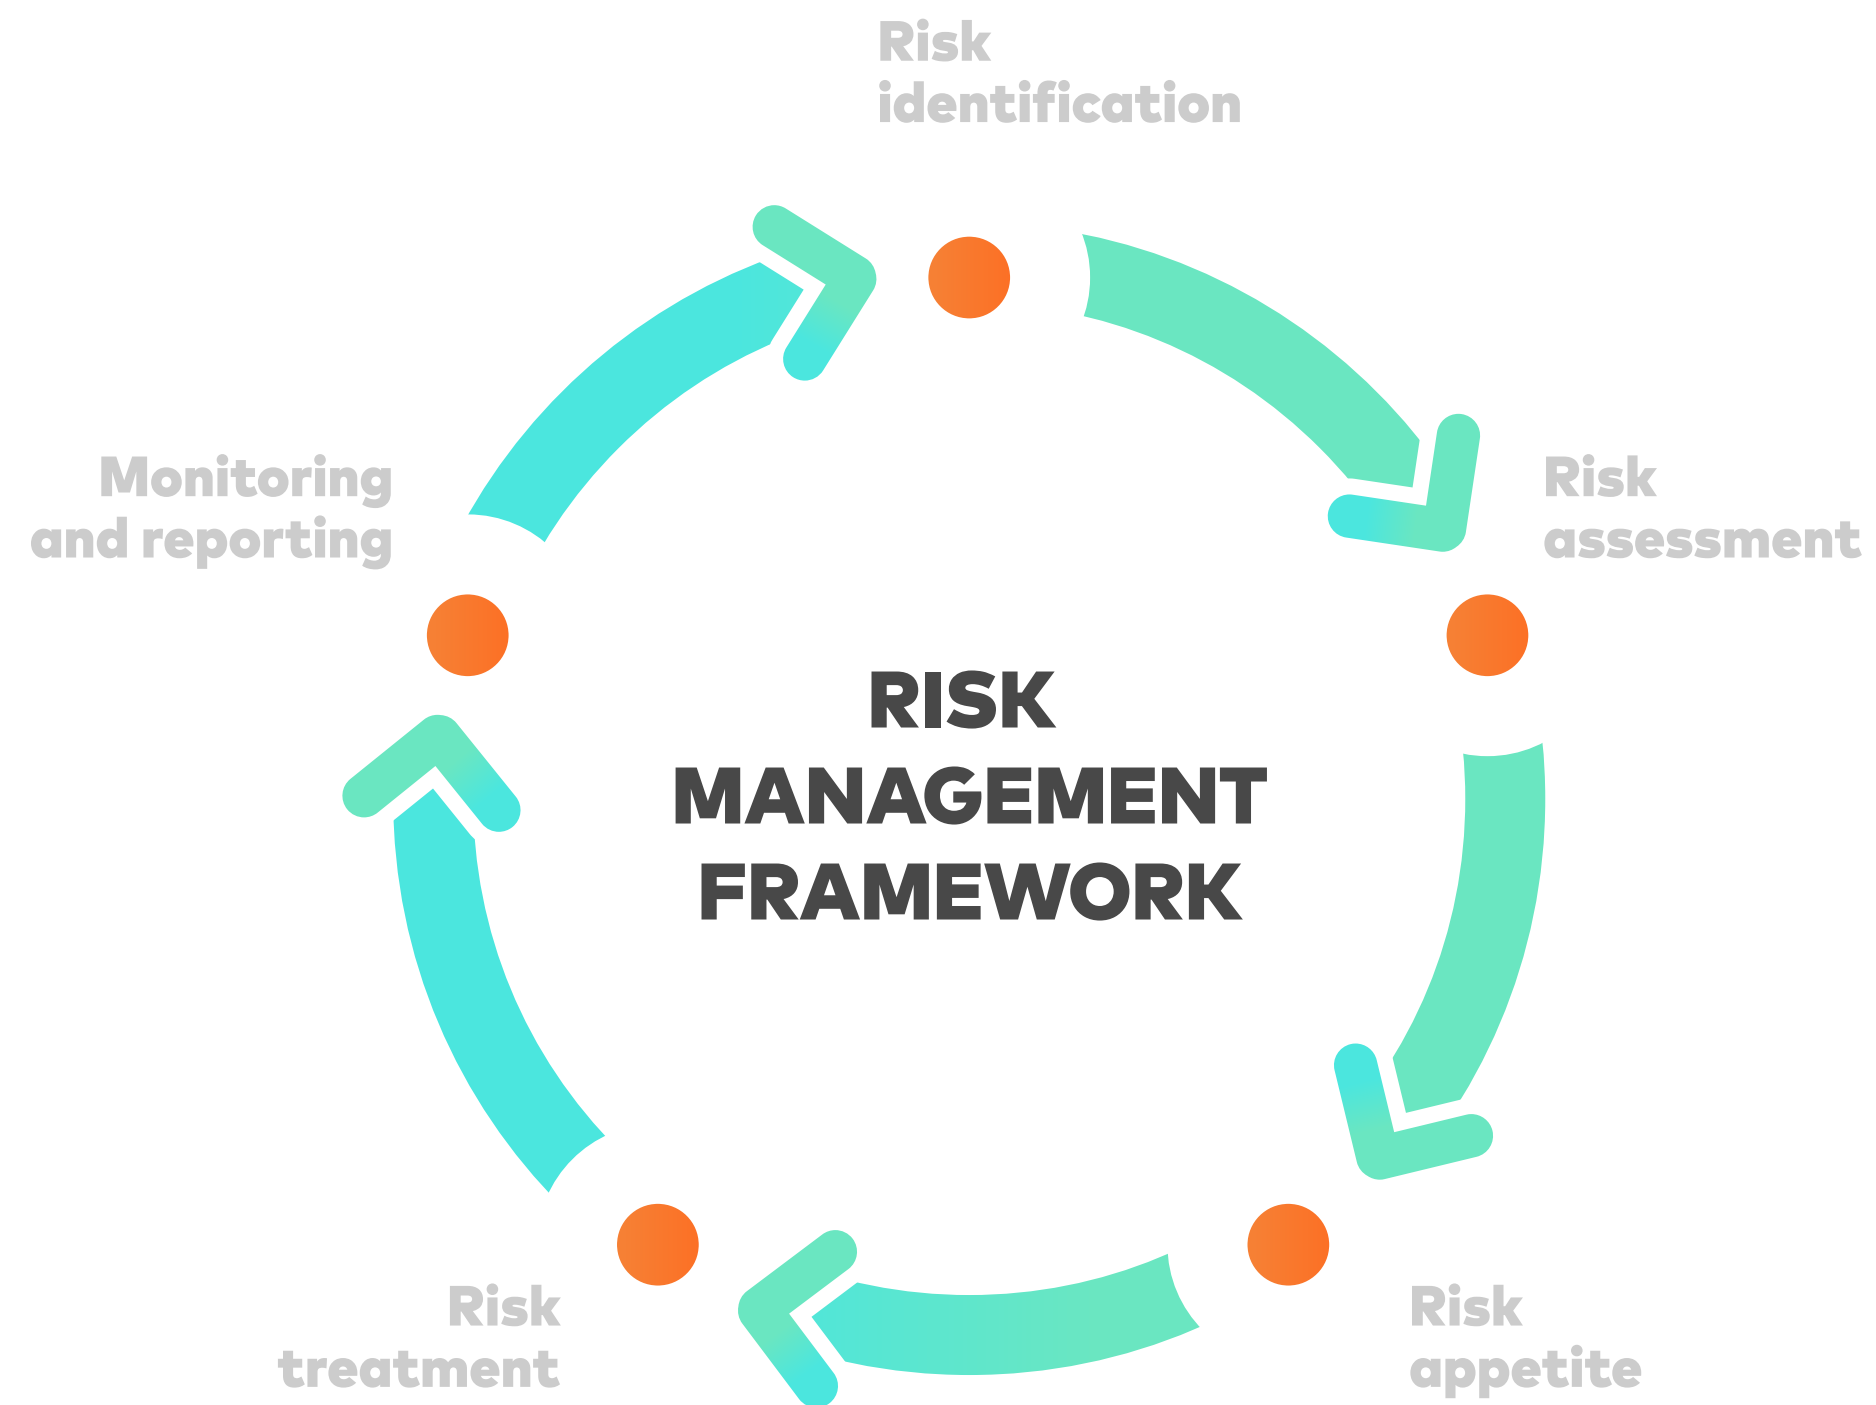 Risk
identification
Monitoring
and reporting
Risk
assessment
RISK
MANAGEMENT
FRAMEWORK
Risk
treatment
Risk
appetite